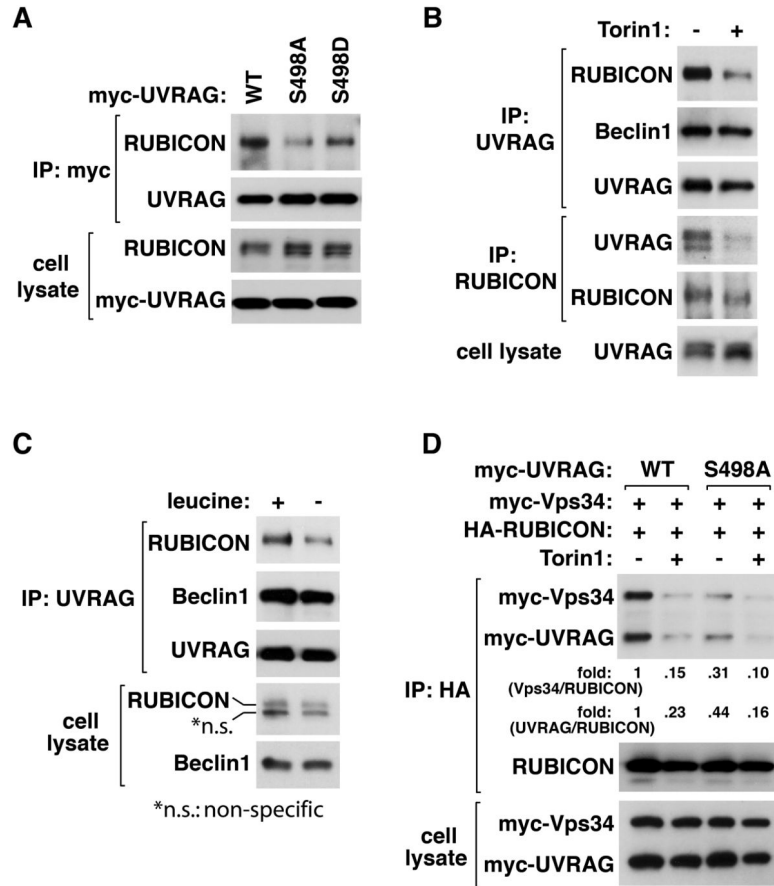 A
myc-UVRAG: WT S498A S498D
IP: myc
RUBICON
UVRAG
cell lysate
RUBICON
myc-UVRAG
B
Torin1: - +
IP: UVRAG
RUBICON
Beclin1
UVRAG
IP: RUBICON
UVRAG
RUBICON
cell lysate UVRAG
C
leucine: + -
IP: UVRAG
RUBICON
Beclin1
UVRAG
cell lysate
RUBICON
*n.s.
Beclin1
*n.s.: non-specific
D
myc-UVRAG: WT S498A
myc-Vps34: + + + +
HA-RUBICON: + + + +
Torin1: - + - +
IP: HA
myc-Vps34
myc-UVRAG
fold: 1 .15 .31 .10
(Vps34/RUBICON)
fold: 1 .23 .44 .16
(UVRAG/RUBICON)
RUBICON
cell lysate
myc-Vps34
myc-UVRAG